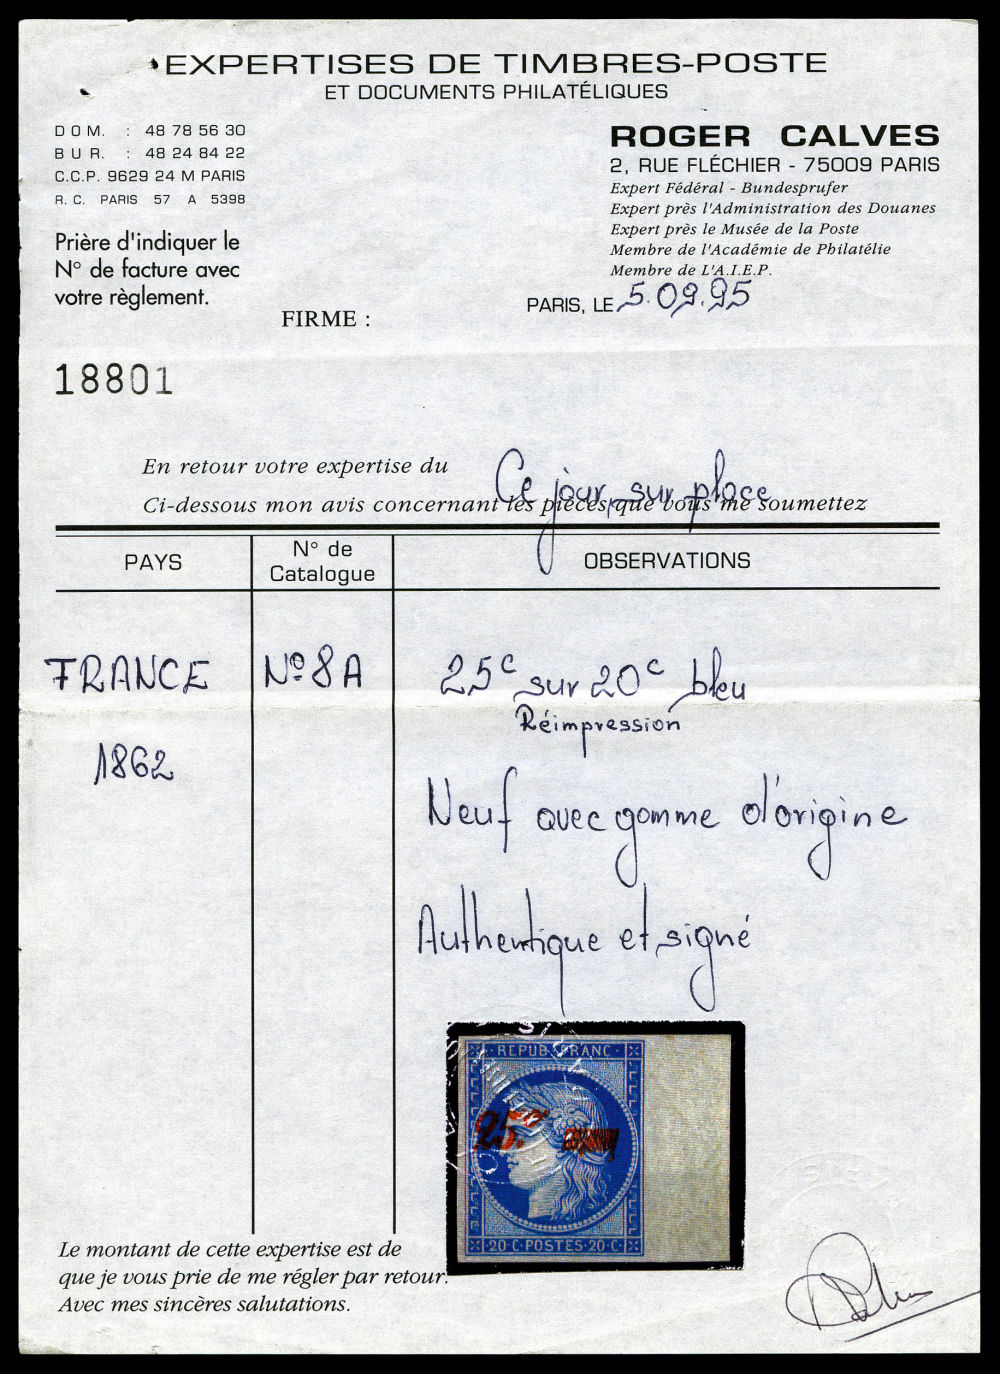 EXPERTISES DE TIMBRES-POSTE
ET DOCUMENTS PHILATÉLIQUES
DOM. : 48 78 56 30
BUR. : 48 24 84 22
C.C.P. 9629 24 M PARIS
R. C. PARIS 57 A 5398
ROGER CALVES
2, RUE FLÉCHIER - 75009 PARIS
Expert Fédéral - Bundesprufer
Expert près l'Administration des Douanes
Expert près le Musée de la Poste
Membre de l'Académie de Philatélie
Membre de L'A.I.E.P.
Prière d'indiquer le
N° de facture avec
votre règlement.
PARIS, LE 5.09.95
FIRME :
18801
En retour votre expertise du Ce jour, sur place
Ci-dessous mon avis concernant les pièces que vous me soumettez
PAYS
N° de
Catalogue
OBSERVATIONS
FRANCE N° 8A 25c sur 20c bleu
Réimpression
1862
Neuf avec gomme d'origine
Authentique et signé
REPUB FRANC
25
20·C·POSTES·20·C
Le montant de cette expertise est de
que je vous prie de me régler par retour.
Avec mes sincères salutations.